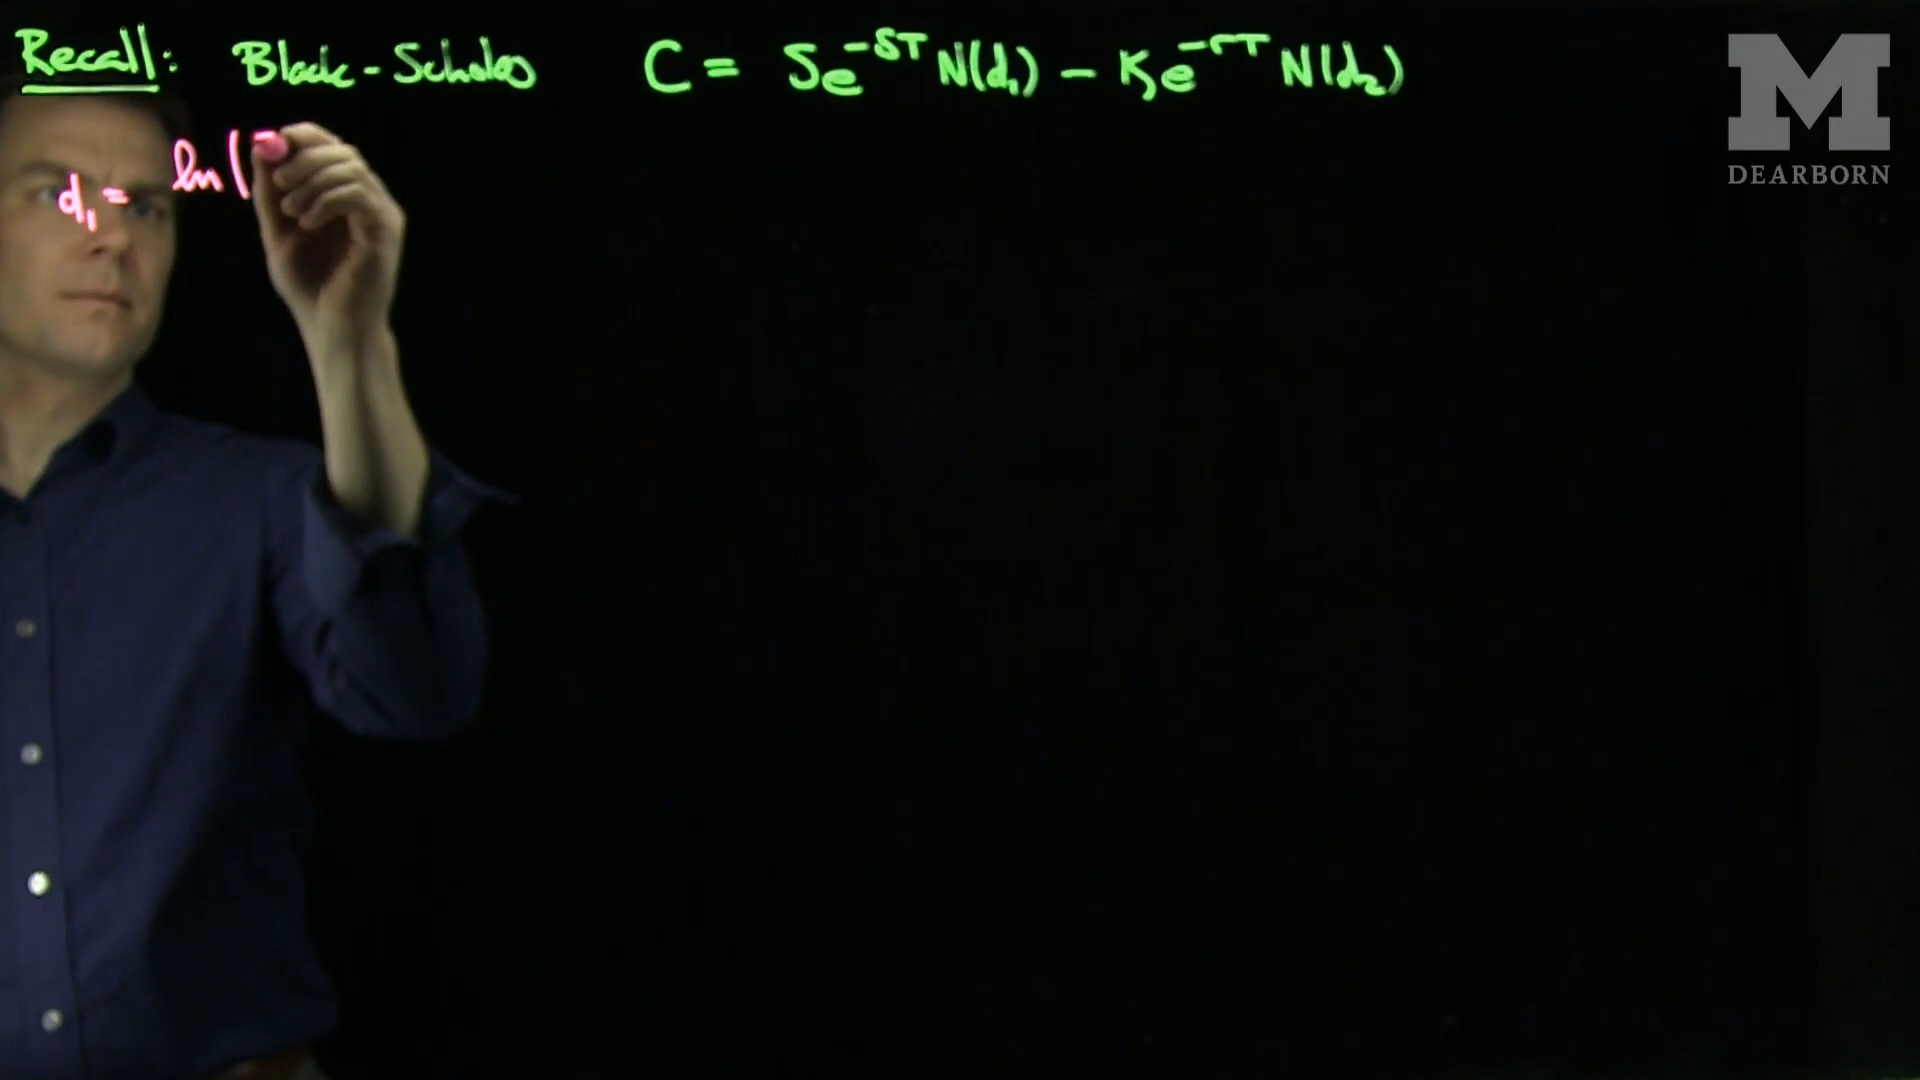 Recall: Black-Scholes C = Se^{-δT} N(d₁) - Ke^{-rT} N(d₂)
d₁ = ln(
M
DEARBORN